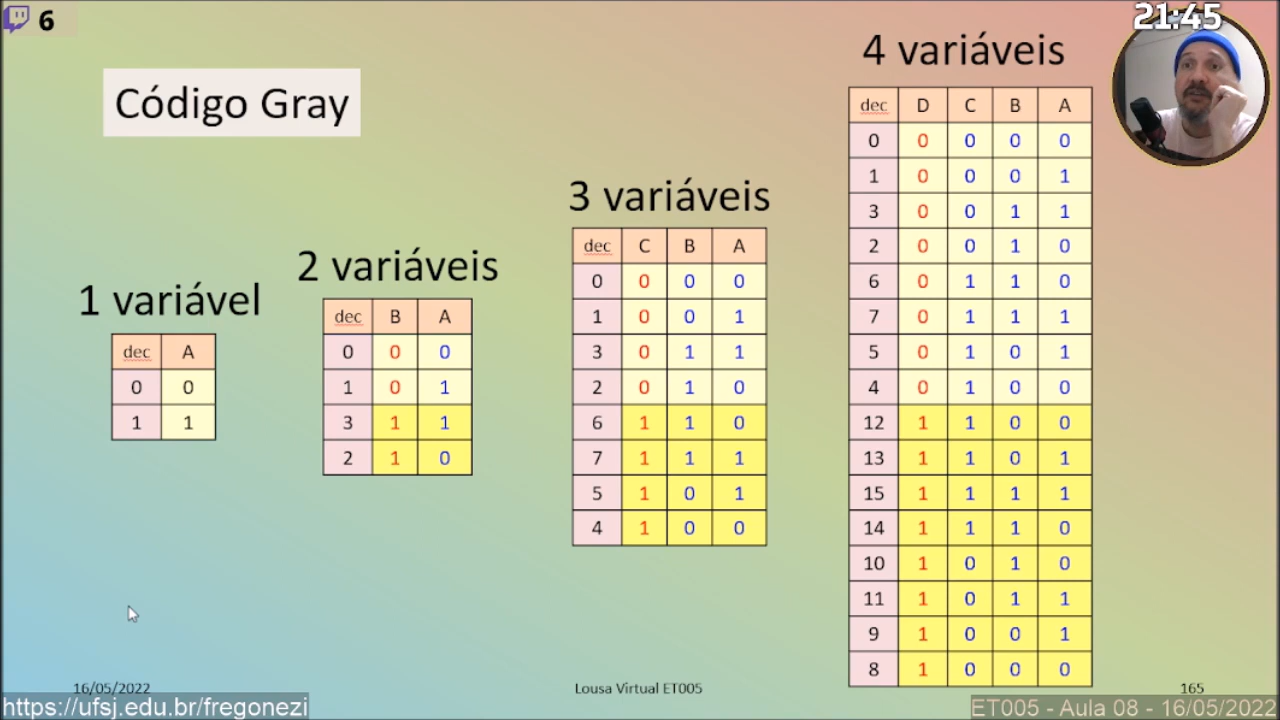 6
21:45
Código Gray
1 variável
dec A
0 0
1 1
2 variáveis
dec B A
0 0 0
1 0 1
3 1 1
2 1 0
3 variáveis
dec C B A
0 0 0 0
1 0 0 1
3 0 1 1
2 0 1 0
6 1 1 0
7 1 1 1
5 1 0 1
4 1 0 0
4 variáveis
dec D C B A
0 0 0 0 0
1 0 0 0 1
3 0 0 1 1
2 0 0 1 0
6 0 1 1 0
7 0 1 1 1
5 0 1 0 1
4 0 1 0 0
12 1 1 0 0
13 1 1 0 1
15 1 1 1 1
14 1 1 1 0
10 1 0 1 0
11 1 0 1 1
9 1 0 0 1
8 1 0 0 0
16/05/2022
Lousa Virtual ET005
165
https://ufsj.edu.br/fregonezi
ET005 - Aula 08 - 16/05/2022